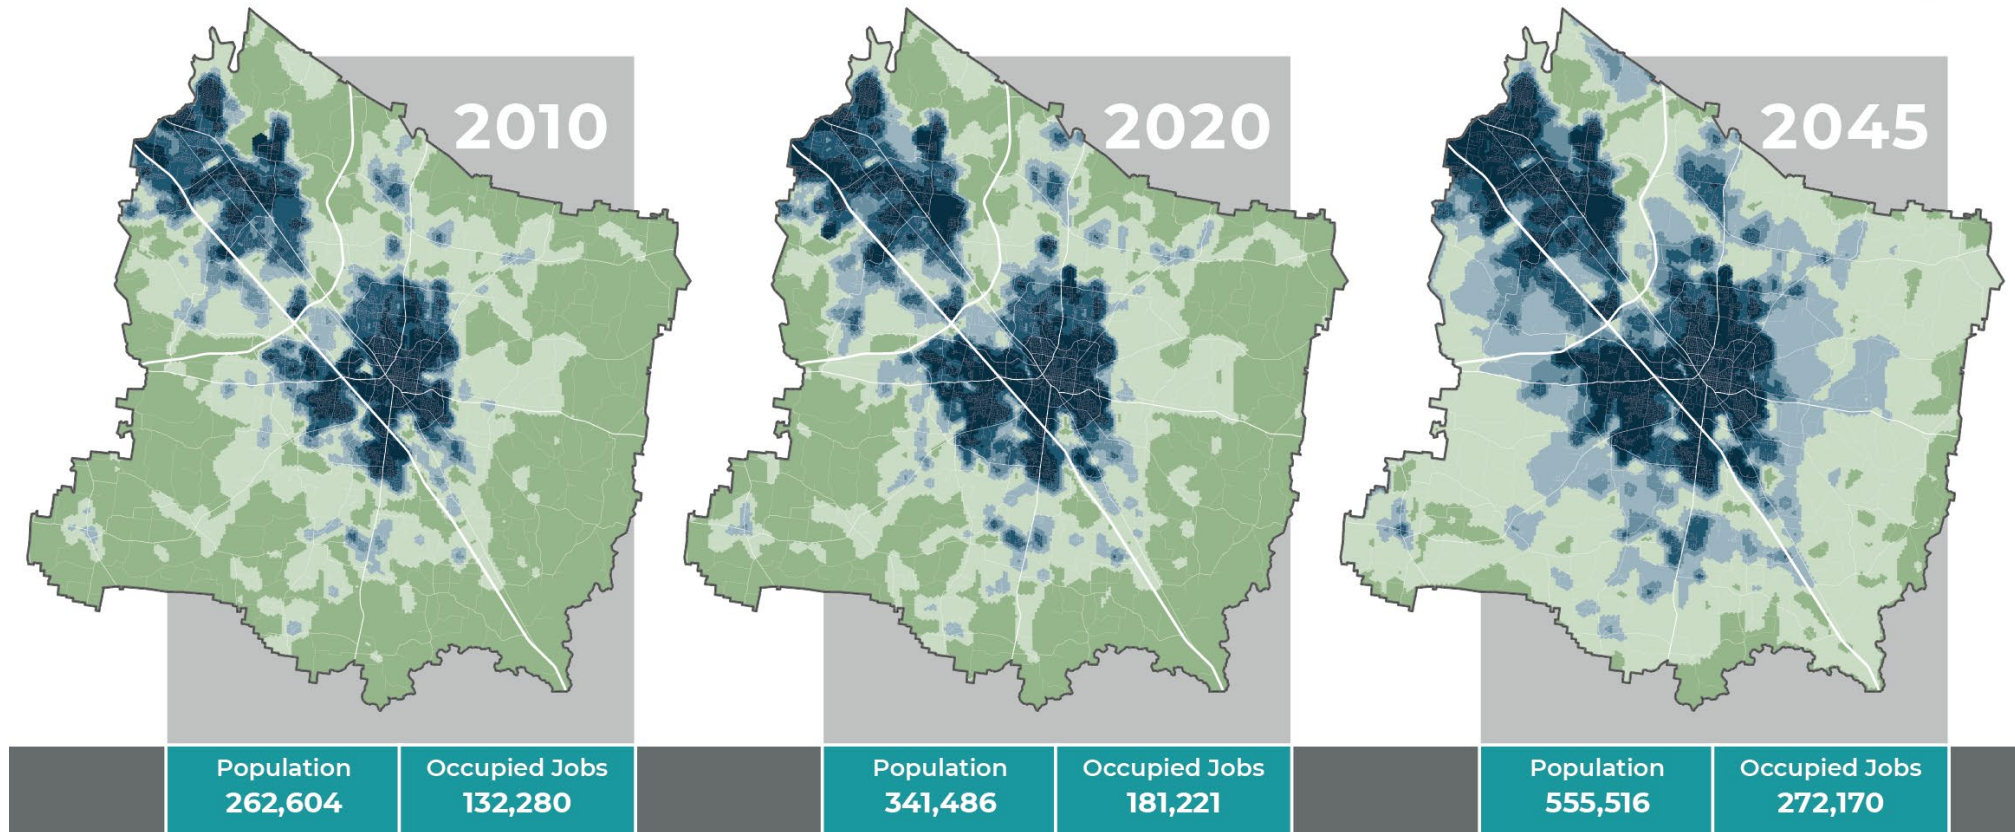 2010
2020
2045
Population
262,604
Occupied Jobs
132,280
Population
341,486
Occupied Jobs
181,221
Population
555,516
Occupied Jobs
272,170